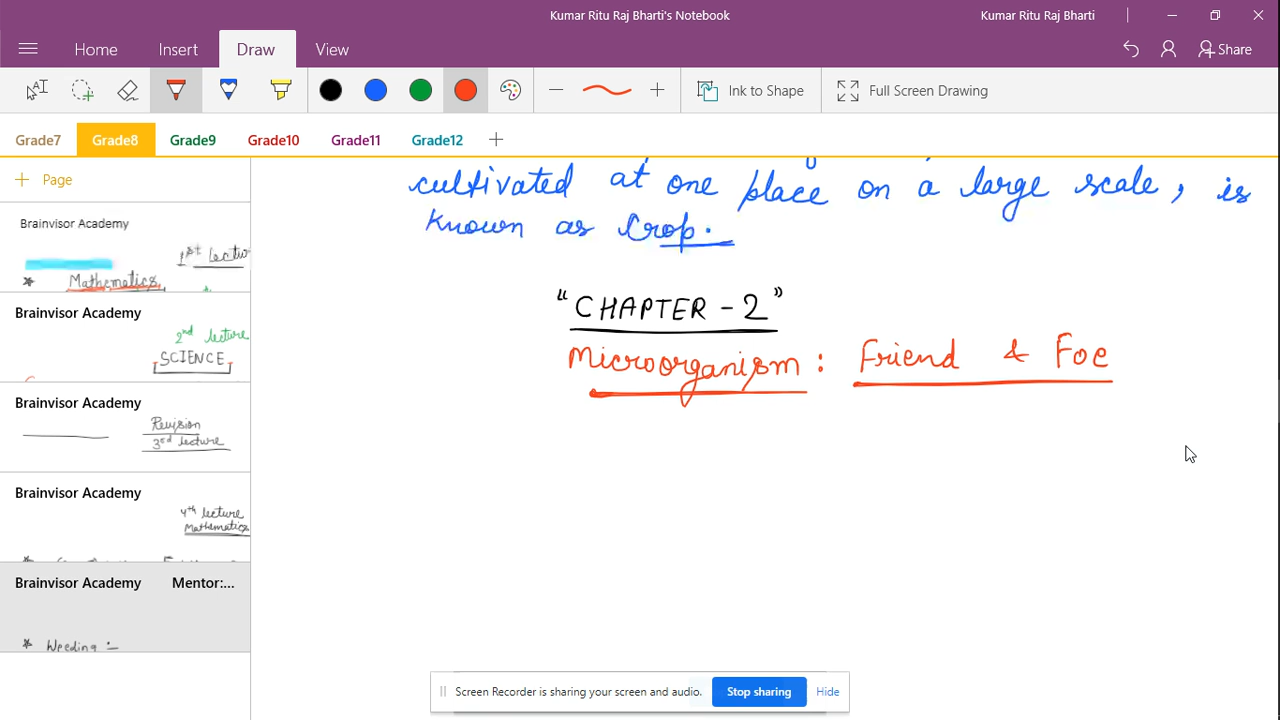 Kumar Ritu Raj Bharti's Notebook
Kumar Ritu Raj Bharti
Home Insert Draw View
Share
Ink to Shape
Full Screen Drawing
Grade7 Grade8 Grade9 Grade10 Grade11 Grade12
Page
Brainvisor Academy
1st lectur
* Mathematics
Brainvisor Academy
2nd lecture
SCIENCE
Brainvisor Academy
Revision
3rd lecture
Brainvisor Academy
4th lecture
Mathematics
Brainvisor Academy Mentor:...
* Weeding :-
cultivated at one place on a large scale, is
known as Crop.
"CHAPTER - 2"
Microorganism : Friend & Foe
Screen Recorder is sharing your screen and audio.
Stop sharing
Hide